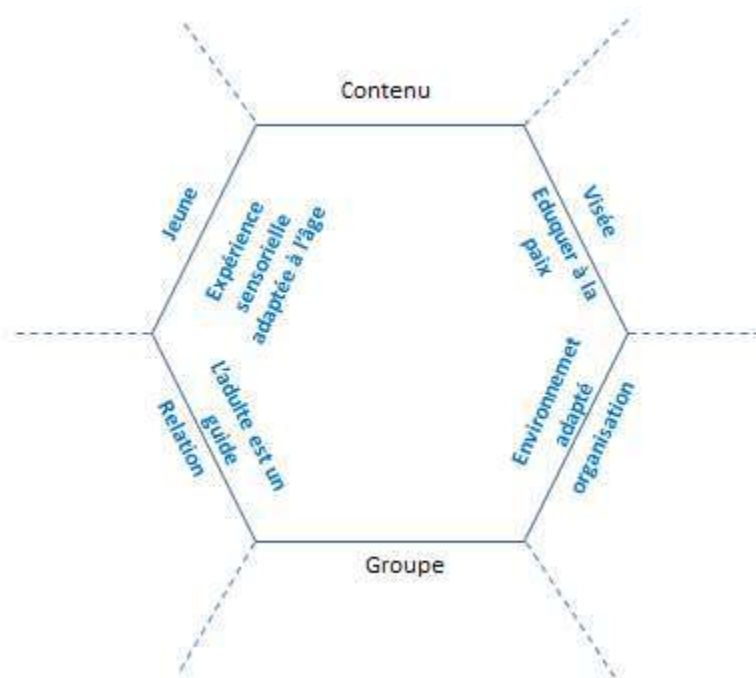 Contenu
Jeune
Expérience
sensorielle
adaptée à l'âge
Visée
Eduquer à la
paix
Relation
L'adulte est un
guide
Environnemet
adapté
organisation
Groupe